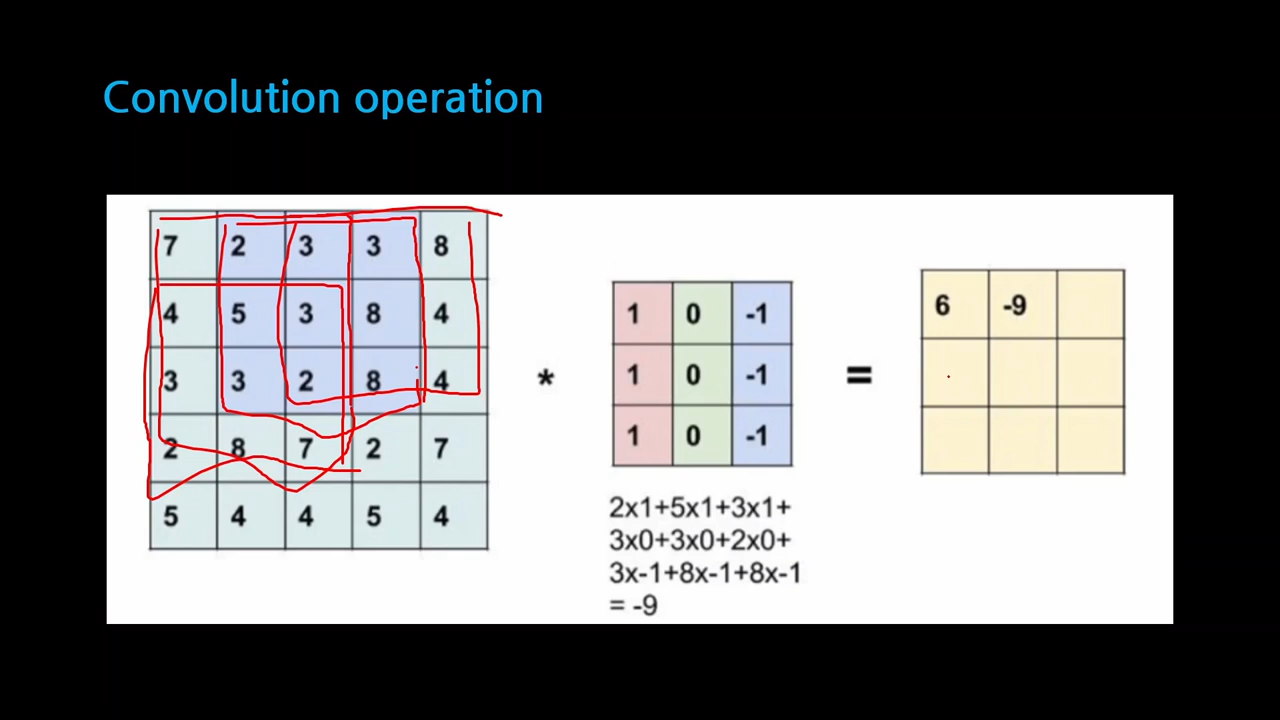 Convolution operation
7 2 3 3 8
4 5 3 8 4
3 3 2 8 4
2 8 7 2 7
5 4 4 5 4
*
1 0 -1
1 0 -1
1 0 -1
2x1+5x1+3x1+
3x0+3x0+2x0+
3x-1+8x-1+8x-1
= -9
=
6 -9